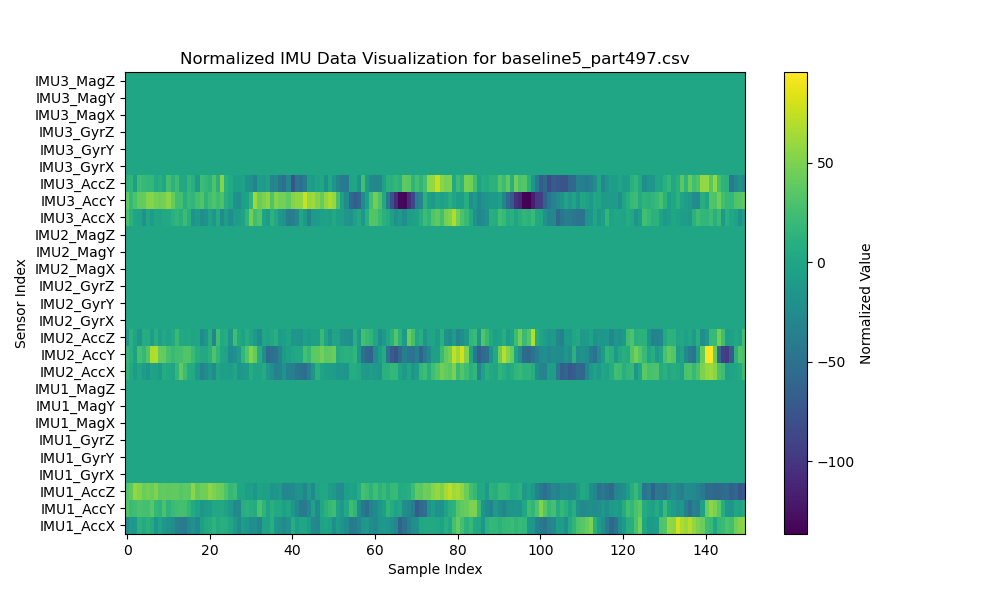 Normalized IMU Data Visualization for baseline5_part497.csv
IMU3_MagZ
IMU3_MagY
IMU3_MagX
IMU3_GyrZ
IMU3_GyrY
IMU3_GyrX
IMU3_AccZ
IMU3_AccY
IMU3_AccX
IMU2_MagZ
IMU2_MagY
IMU2_MagX
IMU2_GyrZ
IMU2_GyrY
IMU2_GyrX
IMU2_AccZ
IMU2_AccY
IMU2_AccX
IMU1_MagZ
IMU1_MagY
IMU1_MagX
IMU1_GyrZ
IMU1_GyrY
IMU1_GyrX
IMU1_AccZ
IMU1_AccY
IMU1_AccX
Sensor Index
0 20 40 60 80 100 120 140
Sample Index
50
0
−50
−100
Normalized Value